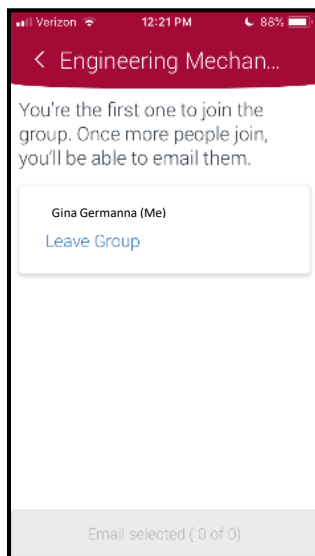 Verizon 12:21 PM 88%
Engineering Mechan...
You're the first one to join the
group. Once more people join,
you'll be able to email them.
Gina Germanna (Me)
Leave Group
Email selected ( 0 of 0)